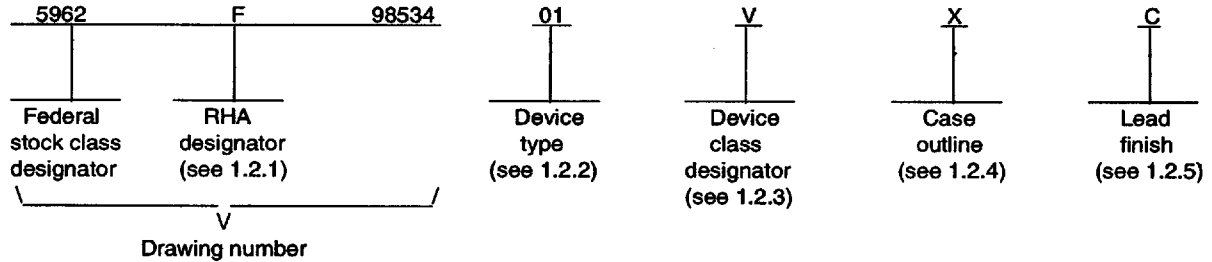 5962 F 98534 01 V X C
Federal RHA Device Device Case Lead
stock class designator type class outline finish
designator (see 1.2.1) (see 1.2.2) designator (see 1.2.4) (see 1.2.5)
(see 1.2.3)
\ /
V
Drawing number